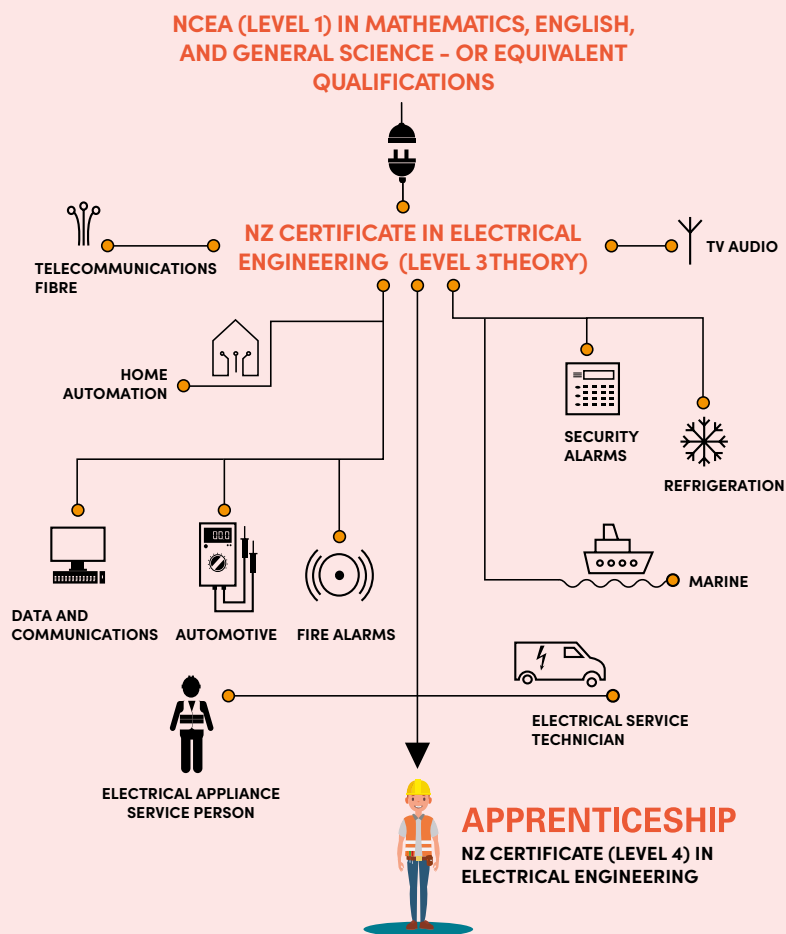 NCEA (LEVEL 1) IN MATHEMATICS, ENGLISH,
AND GENERAL SCIENCE - OR EQUIVALENT
QUALIFICATIONS
NZ CERTIFICATE IN ELECTRICAL
ENGINEERING (LEVEL 3THEORY)
TELECOMMUNICATIONS
FIBRE
TV AUDIO
HOME
AUTOMATION
SECURITY
ALARMS
REFRIGERATION
000
DATA AND
COMMUNICATIONS
AUTOMOTIVE
FIRE ALARMS
MARINE
ELECTRICAL SERVICE
TECHNICIAN
ELECTRICAL APPLIANCE
SERVICE PERSON
APPRENTICESHIP
NZ CERTIFICATE (LEVEL 4) IN
ELECTRICAL ENGINEERING